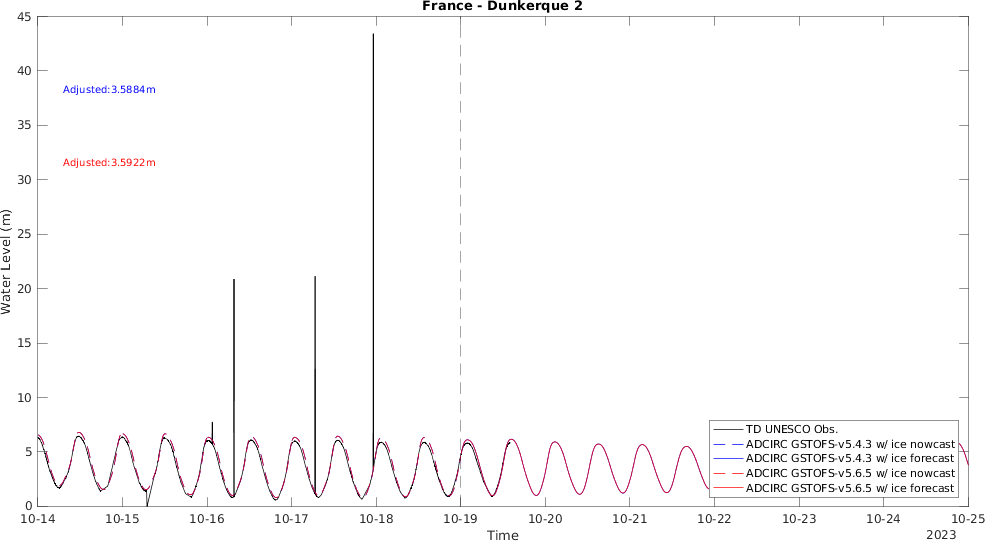 France - Dunkerque 2
45
40
35
30
25
20
15
10
5
0
Water Level (m)
Adjusted:3.5884m
Adjusted:3.5922m
TD UNESCO Obs.
ADCIRC GSTOFS-v5.4.3 w/ ice nowcast
ADCIRC GSTOFS-v5.4.3 w/ ice forecast
ADCIRC GSTOFS-v5.6.5 w/ ice nowcast
ADCIRC GSTOFS-v5.6.5 w/ ice forecast
10-14 10-15 10-16 10-17 10-18 10-19 10-20 10-21 10-22 10-23 10-24 10-25
Time
2023